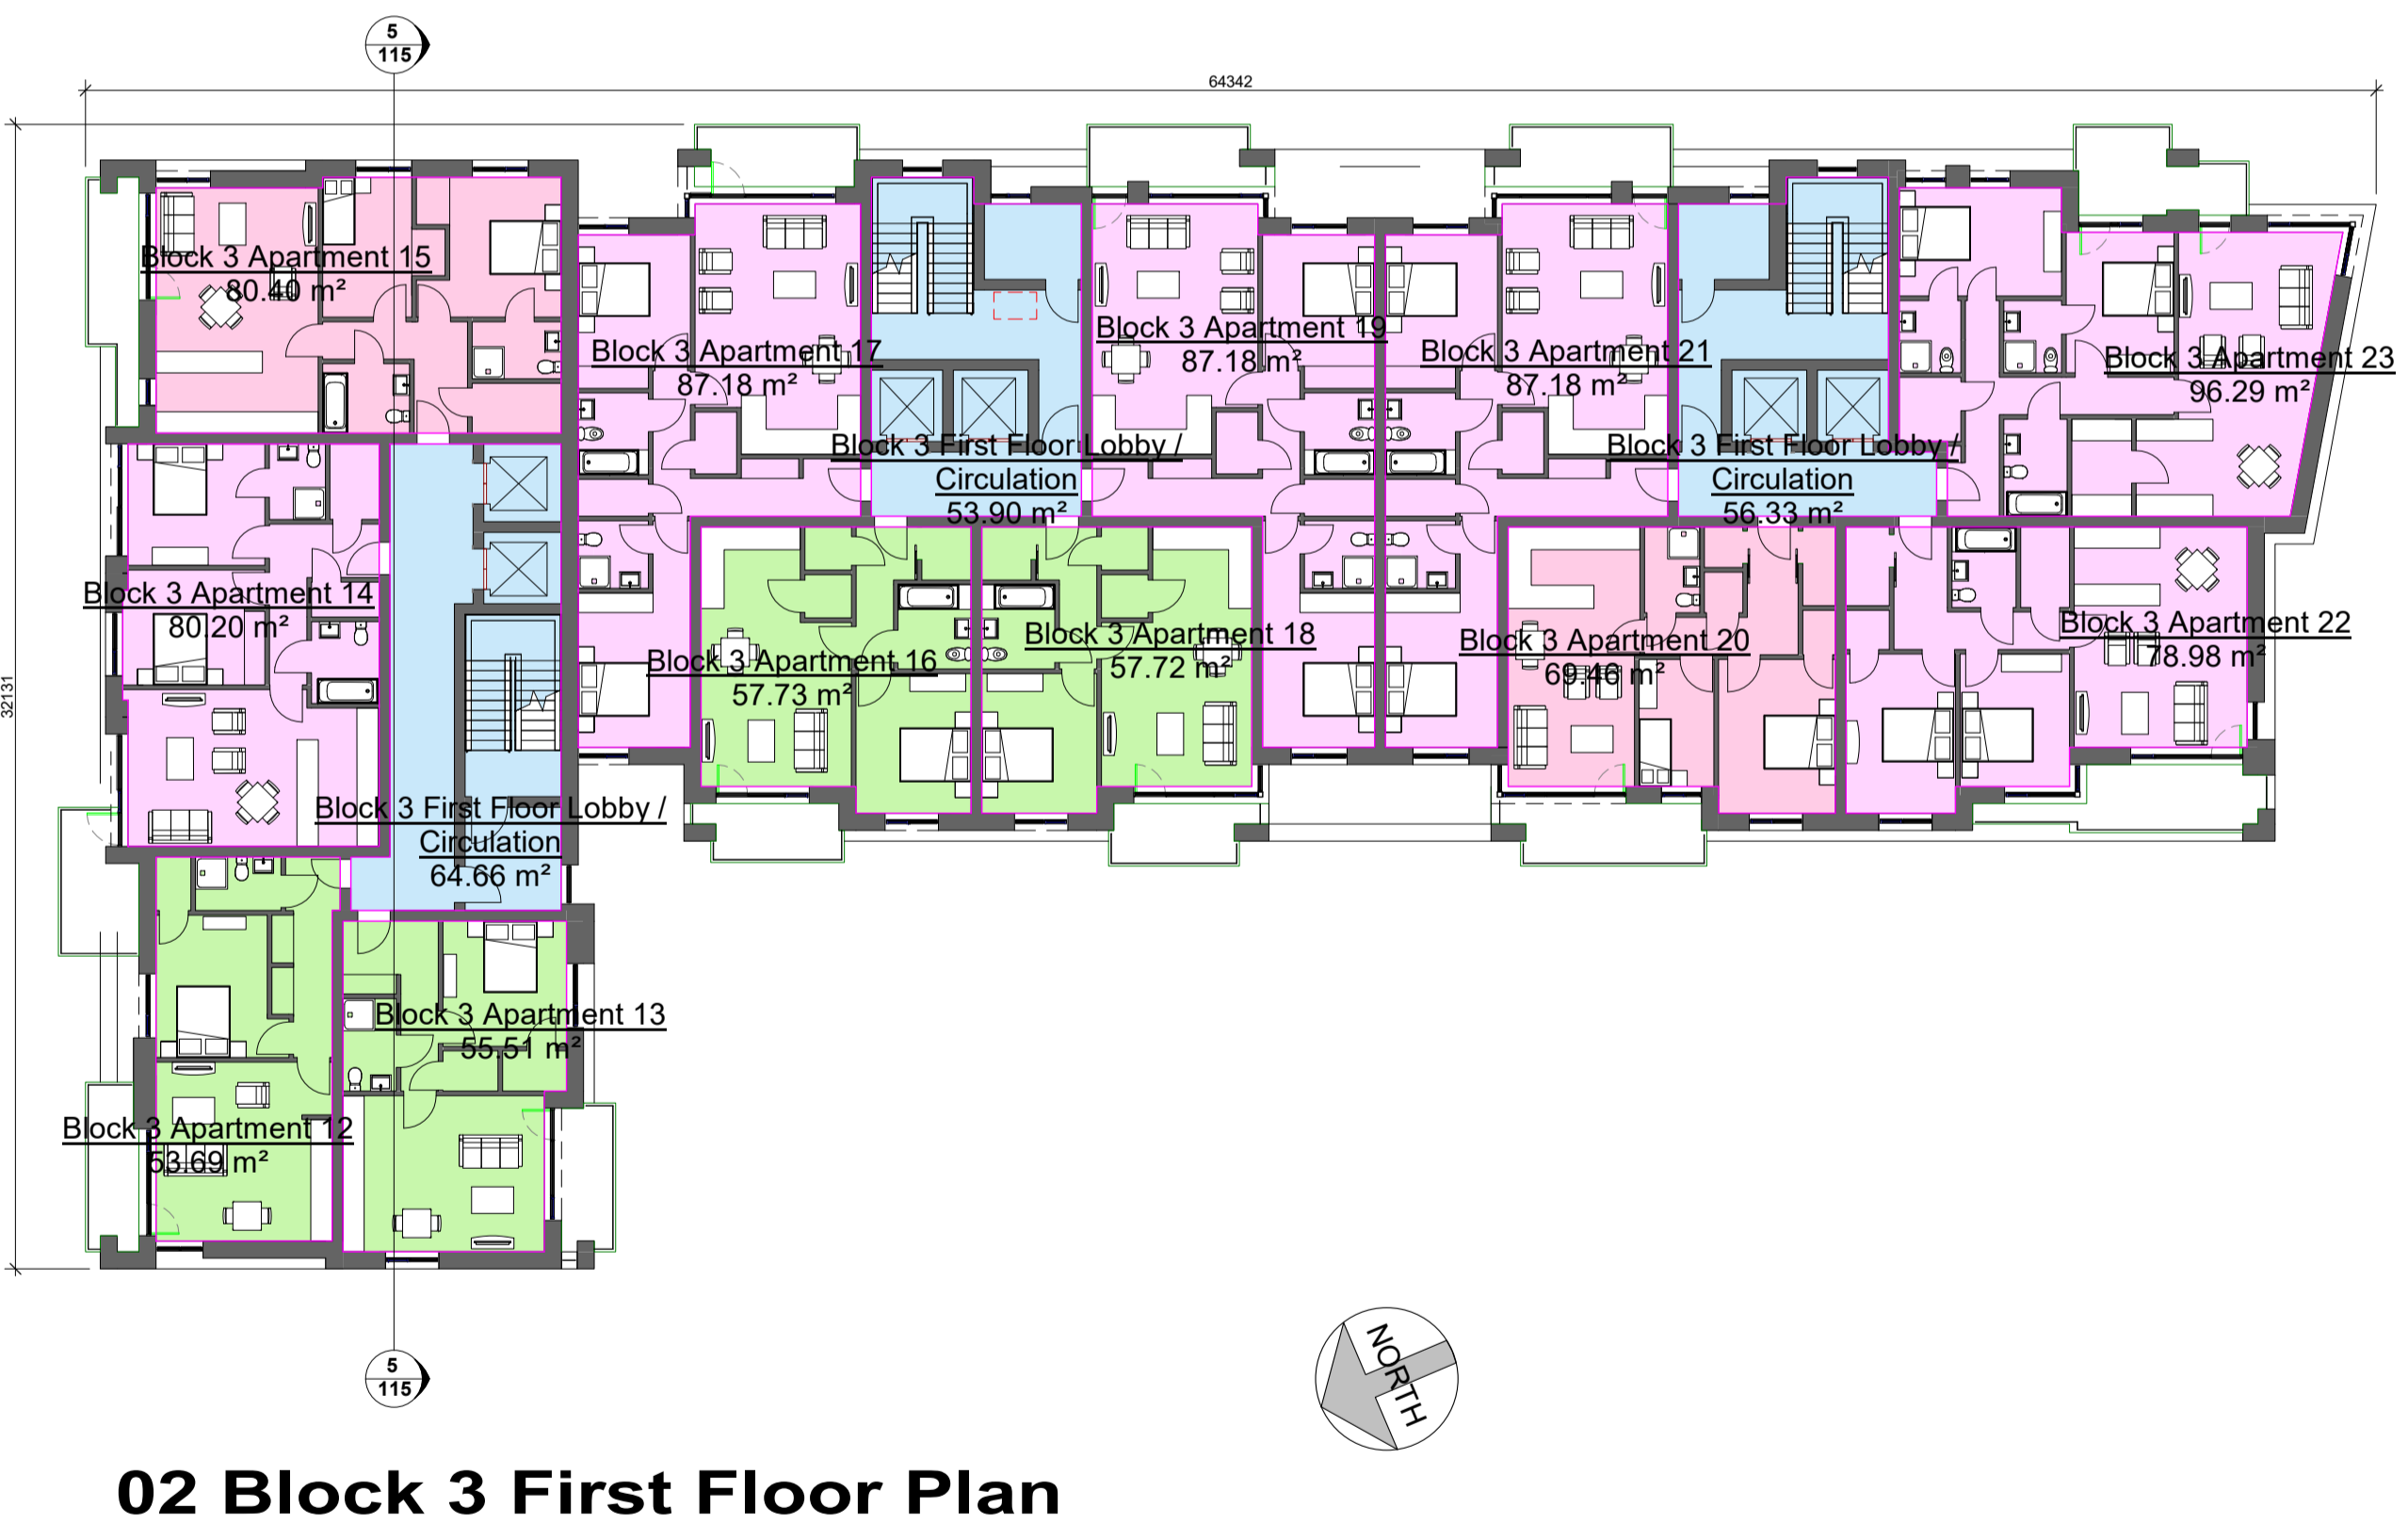 5
115
64342
32131
Block 3 Apartment 15
80.40 m²
Block 3 Apartment 17
87.18 m²
Block 3 Apartment 19
87.18 m²
Block 3 Apartment 21
87.18 m²
Block 3 Apartment 23
96.29 m²
Block 3 First Floor Lobby /
Circulation
53.90 m²
Block 3 First Floor Lobby /
Circulation
56.33 m²
Block 3 Apartment 14
80.20 m²
Block 3 Apartment 16
57.73 m²
Block 3 Apartment 18
57.72 m²
Block 3 Apartment 20
69.46 m²
Block 3 Apartment 22
78.98 m²
Block 3 First Floor Lobby /
Circulation
64.66 m²
Block 3 Apartment 13
55.51 m²
Block 3 Apartment 12
53.69 m²
5
115
NORTH
02 Block 3 First Floor Plan